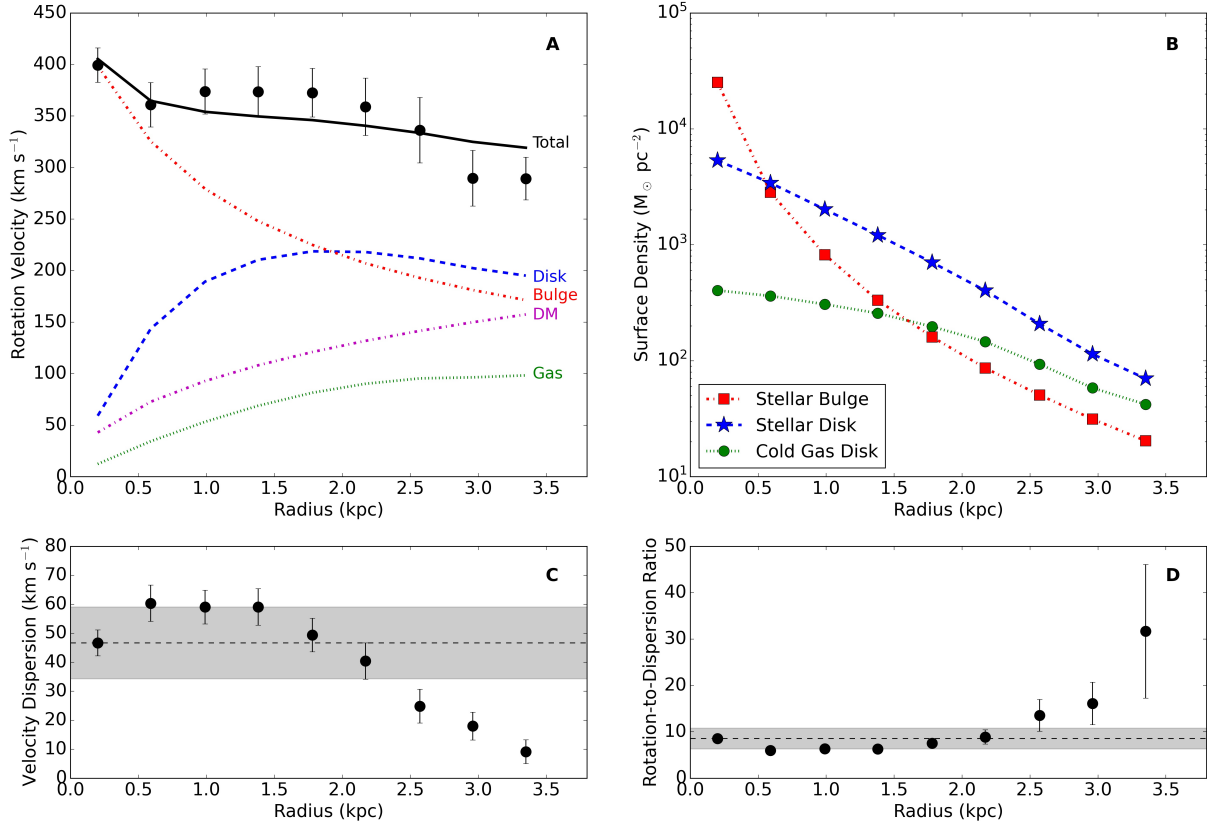 A
450
400
350
300
250
200
150
100
50
0
Rotation Velocity (km s⁻¹)
Total
Disk
Bulge
DM
Gas
0.0 0.5 1.0 1.5 2.0 2.5 3.0 3.5
Radius (kpc)
B
10⁵
10⁴
10³
10²
10¹
Surface Density (M⊙ pc⁻²)
Stellar Bulge
Stellar Disk
Cold Gas Disk
0.0 0.5 1.0 1.5 2.0 2.5 3.0 3.5
Radius (kpc)
C
80
70
60
50
40
30
20
10
0
Velocity Dispersion (km s⁻¹)
0.0 0.5 1.0 1.5 2.0 2.5 3.0 3.5
Radius (kpc)
D
50
40
30
20
10
0
Rotation-to-Dispersion Ratio
0.0 0.5 1.0 1.5 2.0 2.5 3.0 3.5
Radius (kpc)